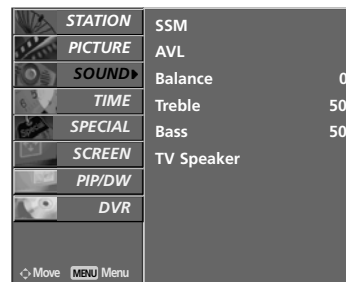 STATION
PICTURE
SOUND
TIME
SPECIAL
SCREEN
PIP/DW
DVR
Move MENU Menu
SSM
AVL
Balance 0
Treble 50
Bass 50
TV Speaker